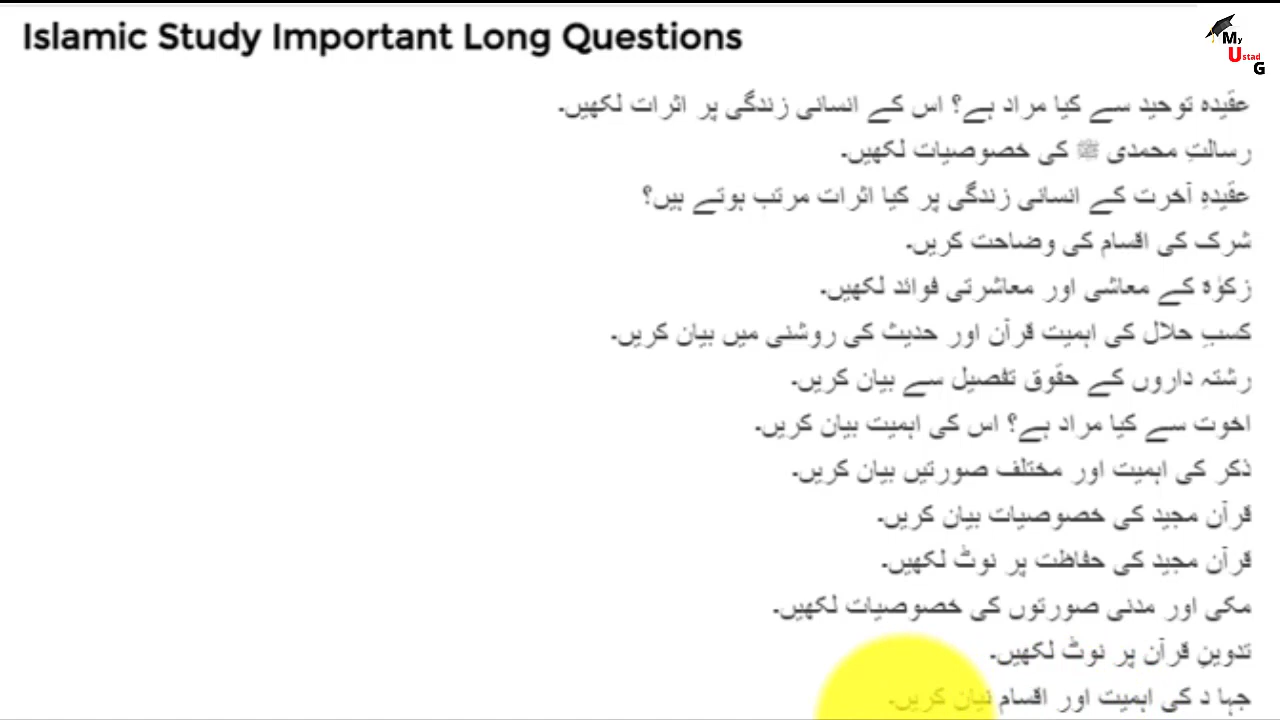 Islamic Study Important Long Questions
My
Ustad
G
عقیدہ توحید سے کیا مراد ہے؟ اس کے انسانی زندگی پر اثرات لکھیں۔
رسالتِ محمدی ﷺ کی خصوصیات لکھیں۔
عقیدہِ آخرت کے انسانی زندگی پر کیا اثرات مرتب ہوتے ہیں؟
شرک کی اقسام کی وضاحت کریں۔
زکوٰۃ کے معاشی اور معاشرتی فوائد لکھیں۔
کسبِ حلال کی اہمیت قرآن اور حدیث کی روشنی میں بیان کریں۔
رشتہ داروں کے حقوق تفصیل سے بیان کریں۔
اخوت سے کیا مراد ہے؟ اس کی اہمیت بیان کریں۔
ذکر کی اہمیت اور مختلف صورتیں بیان کریں۔
قرآن مجید کی خصوصیات بیان کریں۔
قرآن مجید کی حفاظت پر نوٹ لکھیں۔
مکی اور مدنی صورتوں کی خصوصیات لکھیں۔
تدوینِ قرآن پر نوٹ لکھیں۔
جہا د کی اہمیت اور اقسام نیان کریں۔